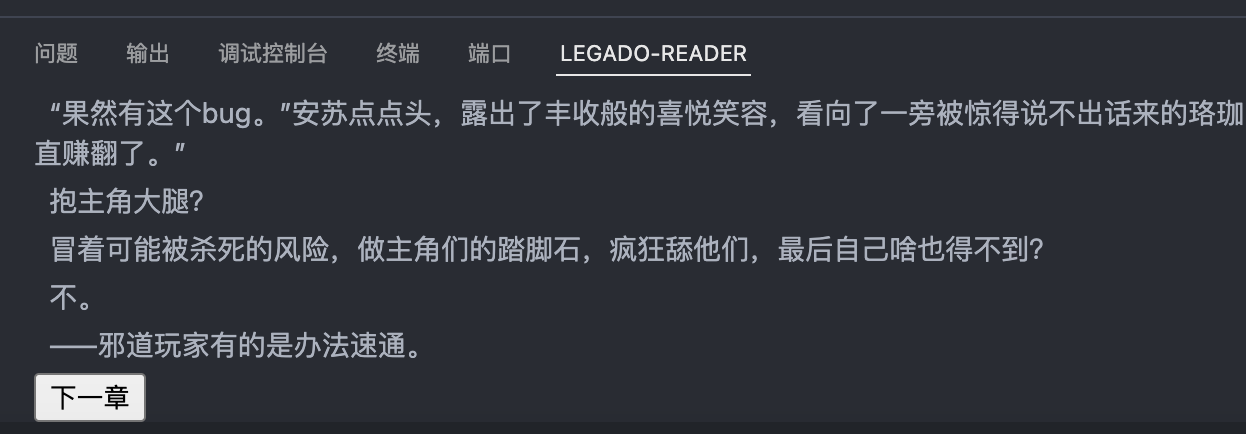 问题 输出 调试控制台 终端 端口 LEGADO-READER
“果然有这个bug。”安苏点点头，露出了丰收般的喜悦笑容，看向了一旁被惊得说不出话来的珞珈
直赚翻了。”
抱主角大腿？
冒着可能被杀死的风险，做主角们的踏脚石，疯狂舔他们，最后自己啥也得不到？
不。
——邪道玩家有的是办法速通。
下一章